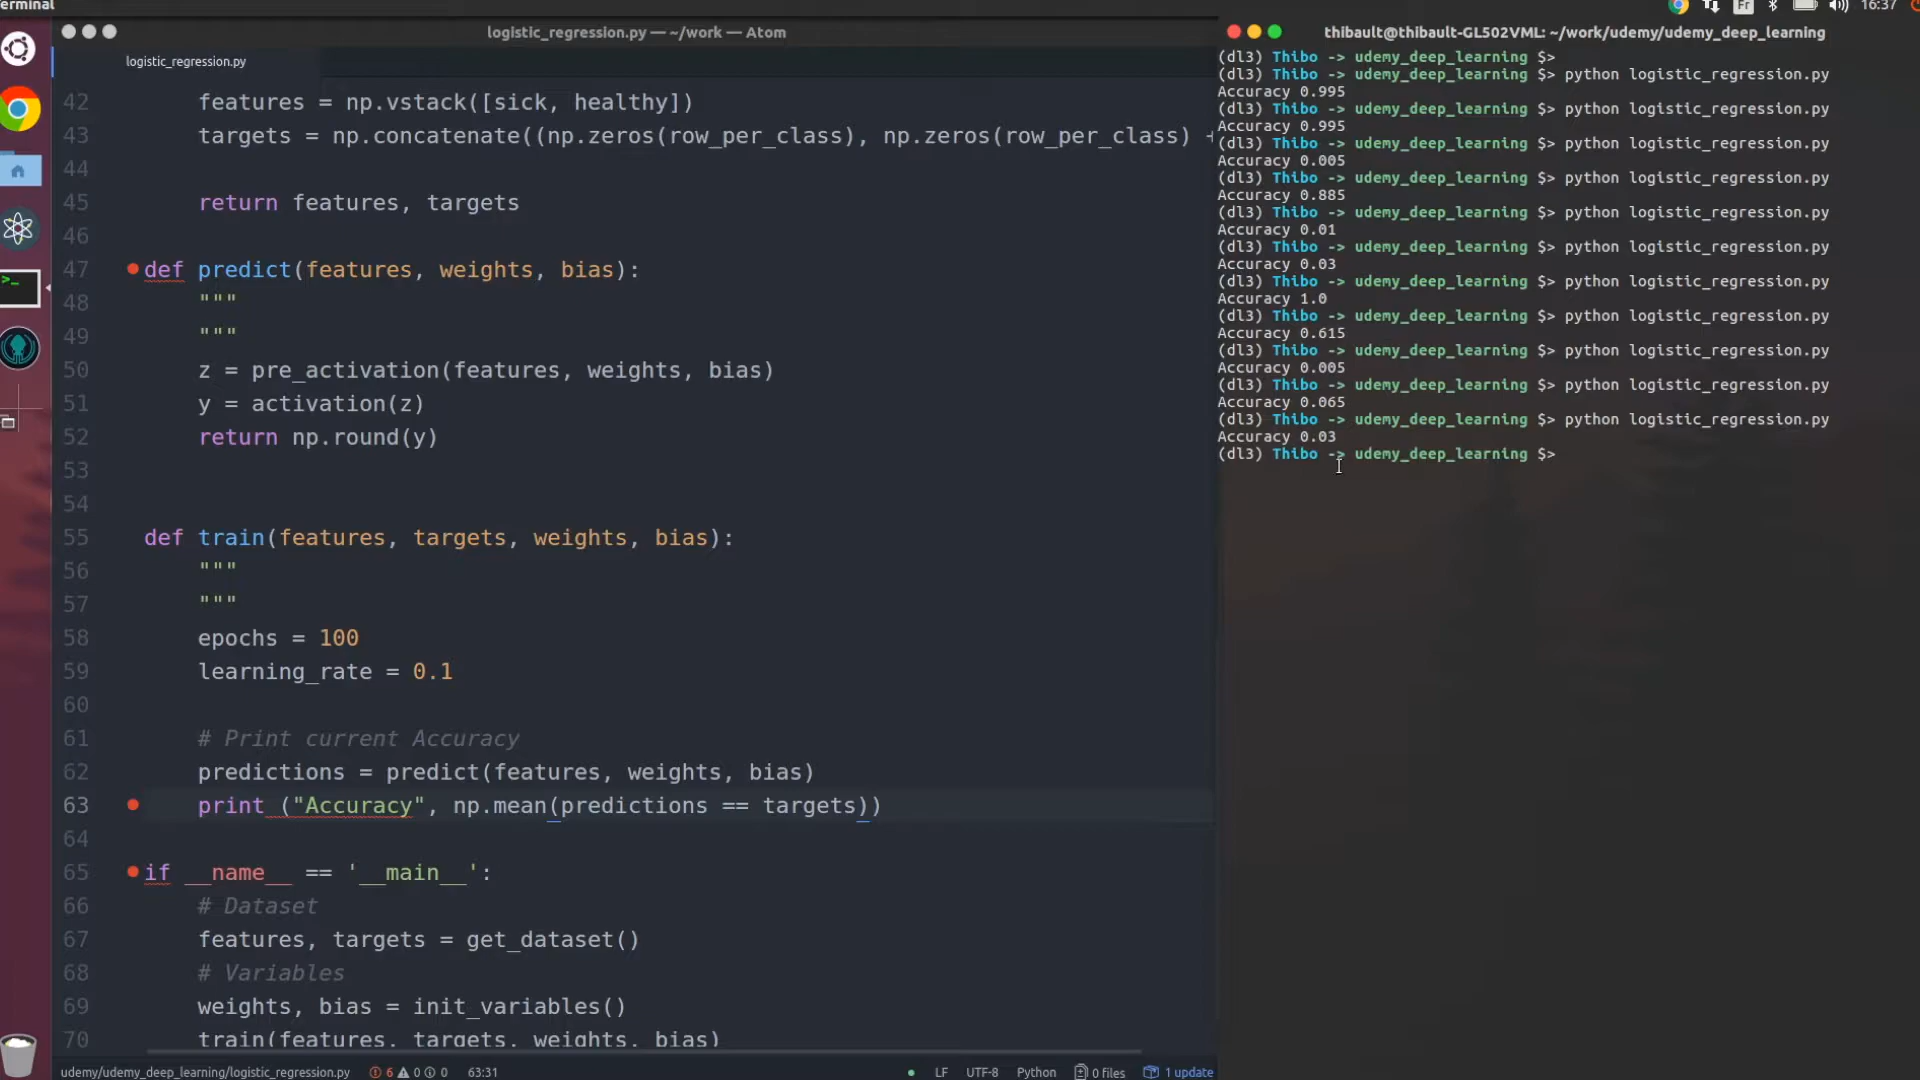 erminal
Fr
16:37
logistic_regression.py — ~/work — Atom
logistic_regression.py
42 features = np.vstack([sick, healthy])
43 targets = np.concatenate((np.zeros(row_per_class), np.zeros(row_per_class) +
44
45 return features, targets
46
47 def predict(features, weights, bias):
48 """
49 """
50 z = pre_activation(features, weights, bias)
51 y = activation(z)
52 return np.round(y)
53
54
55 def train(features, targets, weights, bias):
56 """
57 """
58 epochs = 100
59 learning_rate = 0.1
60
61 # Print current Accuracy
62 predictions = predict(features, weights, bias)
63 print ("Accuracy", np.mean(predictions == targets))
64
65 if __name__ == '__main__':
66 # Dataset
67 features, targets = get_dataset()
68 # Variables
69 weights, bias = init_variables()
70 train(features, targets, weights, bias)
udemy/udemy_deep_learning/logistic_regression.py 6 0 0 63:31 LF UTF-8 Python 0 files 1 update
thibault@thibault-GL502VML: ~/work/udemy/udemy_deep_learning
(dl3) Thibo -> udemy_deep_learning $>
(dl3) Thibo -> udemy_deep_learning $> python logistic_regression.py
Accuracy 0.995
(dl3) Thibo -> udemy_deep_learning $> python logistic_regression.py
Accuracy 0.995
(dl3) Thibo -> udemy_deep_learning $> python logistic_regression.py
Accuracy 0.005
(dl3) Thibo -> udemy_deep_learning $> python logistic_regression.py
Accuracy 0.885
(dl3) Thibo -> udemy_deep_learning $> python logistic_regression.py
Accuracy 0.01
(dl3) Thibo -> udemy_deep_learning $> python logistic_regression.py
Accuracy 0.03
(dl3) Thibo -> udemy_deep_learning $> python logistic_regression.py
Accuracy 1.0
(dl3) Thibo -> udemy_deep_learning $> python logistic_regression.py
Accuracy 0.615
(dl3) Thibo -> udemy_deep_learning $> python logistic_regression.py
Accuracy 0.005
(dl3) Thibo -> udemy_deep_learning $> python logistic_regression.py
Accuracy 0.065
(dl3) Thibo -> udemy_deep_learning $> python logistic_regression.py
Accuracy 0.03
(dl3) Thibo -> udemy_deep_learning $>